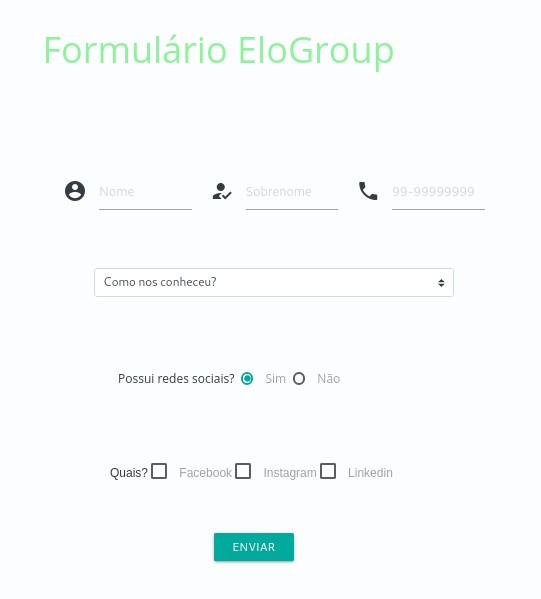 Formulário EloGroup
Nome Sobrenome 99-99999999
Como nos conheceu?
Possui redes sociais? Sim Não
Quais? Facebook Instagram Linkedin
ENVIAR